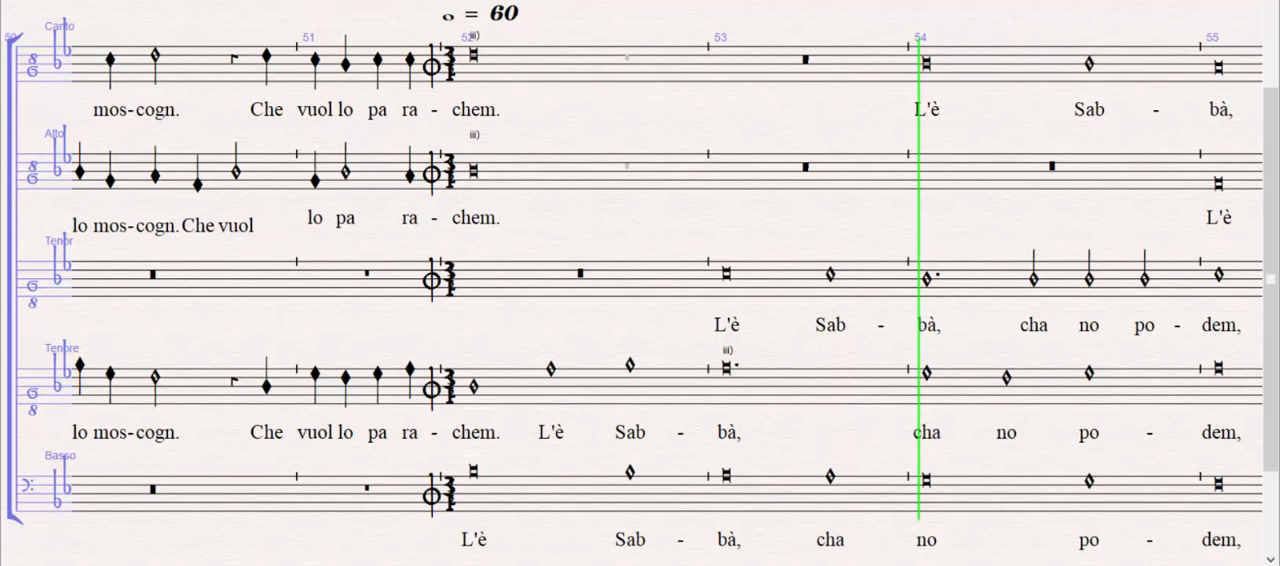 𝅝 = 60
Canto
50 51 52 53 54 55
iii)
mos-cogn. Che vuol lo pa ra - chem. L'è Sab - bà,
Alto
iii)
lo mos-cogn. Che vuol lo pa ra - chem. L'è
Tenor
L'è Sab - bà, cha no po - dem,
Tenore
iii)
lo mos-cogn. Che vuol lo pa ra - chem. L'è Sab - bà, cha no po - dem,
Basso
L'è Sab - bà, cha no po - dem,